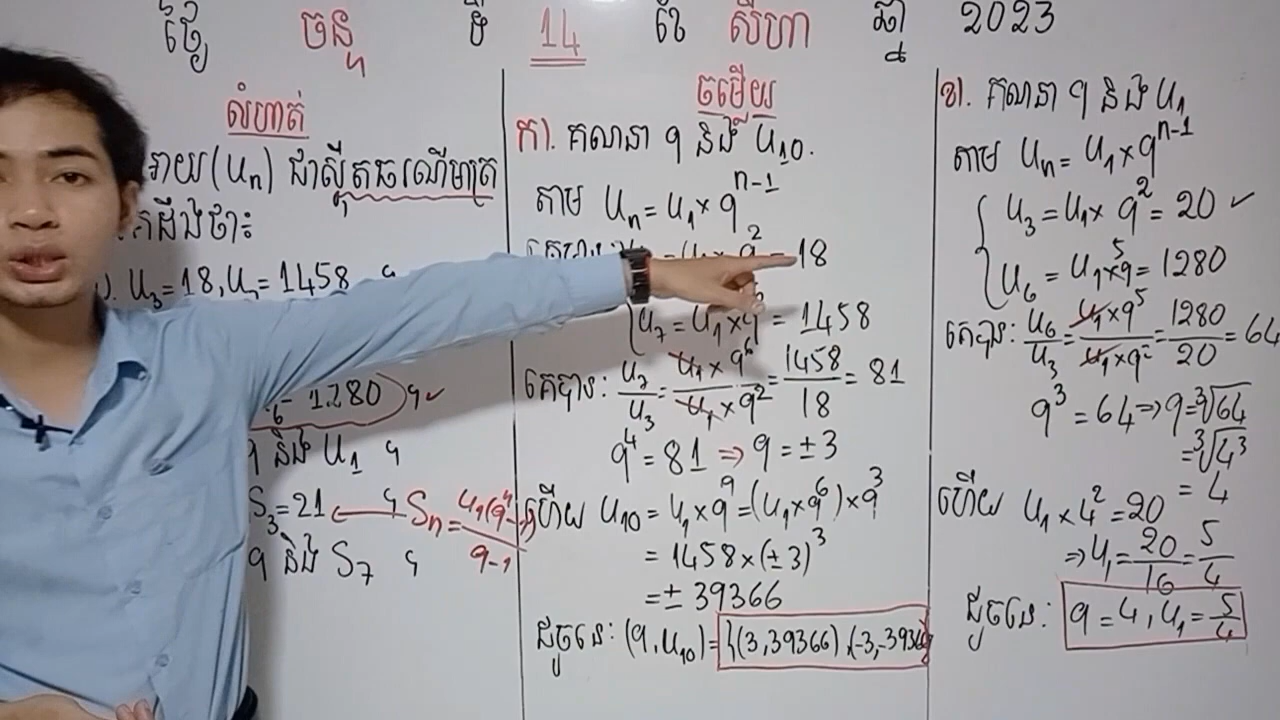 ថ្ងៃ ចន្ទ ទី 14 ខែ សីហា ឆ្នាំ 2023
លំហាត់
(Uₙ) ជាស្វ៊ីតធរណីមាត្រ
ដឹងថា:
U₃=18, U₇=1458 ។
1280 ។ ✓
q និង U₁ ។
S₃=21 ← ។ Sₙ=U₁(qⁿ-1)/q-1
q និង S₇ ។
ចម្លើយ
ក). គណនា q និង U₁₀.
តាម Uₙ=U₁×qⁿ⁻¹
q²=18
U₇=U₁×q⁶=1458
គេបាន: U₇/U₃=U₁×q⁶/U₁×q²=1458/18=81
q⁴=81⇒q=±3
ហើយ U₁₀=U₁×q⁹=(U₁×q⁶)×q³
=1458×(±3)³
=±39366
ដូចនេះ: (q,U₁₀)={(3,39366),(-3,-39366)}
ខ). គណនា q និង U₁
តាម Uₙ=U₁×qⁿ⁻¹
U₃=U₁×q²=20 ✓
U₆=U₁×q⁵=1280
គេបាន: U₆/U₃=U₁×q⁵/U₁×q²=1280/20=64
q³=64⇒q=∛64
=∛4³
=4
ហើយ U₁×4²=20
⇒U₁=20/16=5/4
ដូចនេះ: q=4, U₁=5/4